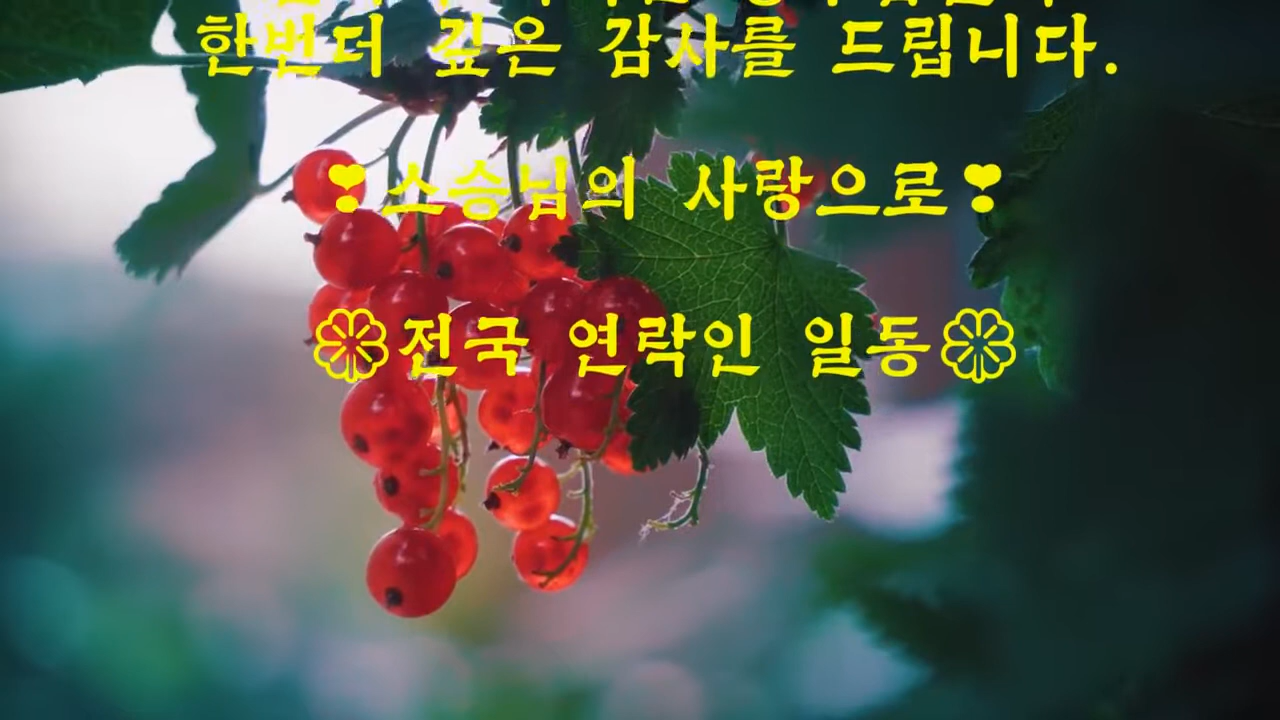 한번더 깊은 감사를 드립니다.
❣스승님의 사랑으로❣
전국 연락인 일동